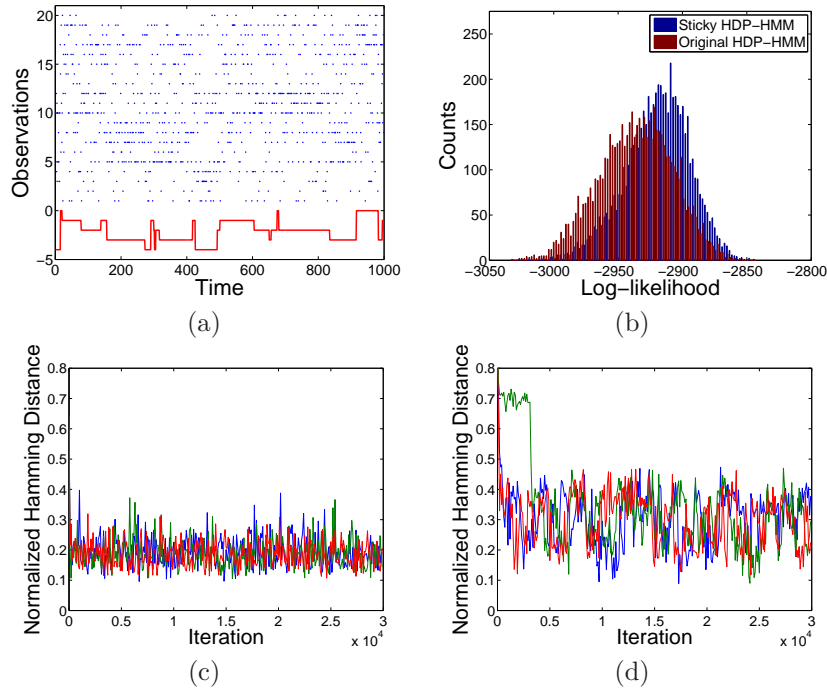 20
15
10
5
0
−5
0 200 400 600 800 1000
Observations
Time
(a)
Sticky HDP−HMM
Original HDP−HMM
250
200
150
100
50
0
−3050 −3000 −2950 −2900 −2850 −2800
Counts
Log−likelihood
(b)
0.8
0.7
0.6
0.5
0.4
0.3
0.2
0.1
0
0 0.5 1 1.5 2 2.5 3
x 10^4
Normalized Hamming Distance
Iteration
(c)
0.8
0.7
0.6
0.5
0.4
0.3
0.2
0.1
0
0 0.5 1 1.5 2 2.5 3
x 10^4
Normalized Hamming Distance
Iteration
(d)